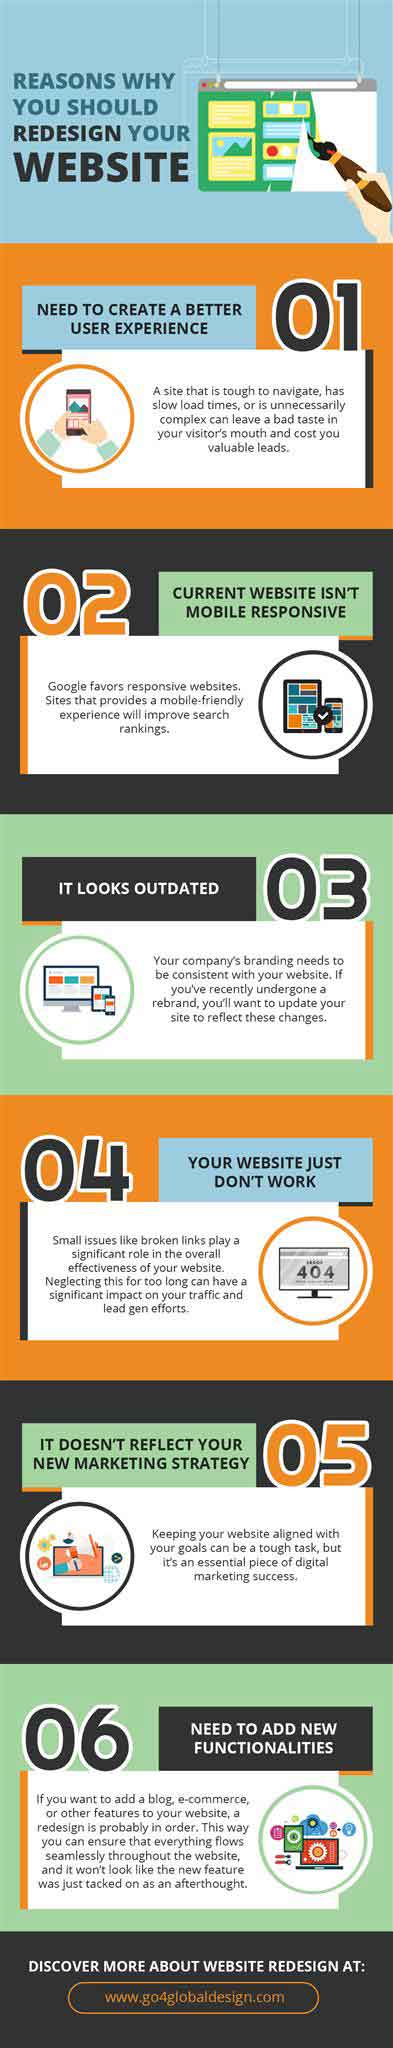 REASONS WHY
YOU SHOULD
REDESIGN YOUR
WEBSITE
NEED TO CREATE A BETTER
USER EXPERIENCE
01
A site that is tough to navigate, has
slow load times, or is unnecessarily
complex can leave a bad taste in
your visitor's mouth and cost you
valuable leads.
02
CURRENT WEBSITE ISN'T
MOBILE RESPONSIVE
Google favors responsive websites.
Sites that provides a mobile-friendly
experience will improve search
rankings.
IT LOOKS OUTDATED
03
Your company's branding needs to
be consistent with your website. If
you've recently undergone a
rebrand, you'll want to update your
site to reflect these changes.
04
YOUR WEBSITE JUST
DON'T WORK
Small issues like broken links play a
significant role in the overall
effectiveness of your website.
Neglecting this for too long can have a
significant impact on your traffic and
lead gen efforts.
404
IT DOESN'T REFLECT YOUR
NEW MARKETING STRATEGY
05
Keeping your website aligned with
your goals can be a tough task, but
it's an essential piece of digital
marketing success.
06
NEED TO ADD NEW
FUNCTIONALITIES
If you want to add a blog, e-commerce,
or other features to your website, a
redesign is probably in order. This way
you can ensure that everything flows
seamlessly throughout the website,
and it won't look like the new feature
was just tacked on as an afterthought.
DISCOVER MORE ABOUT WEBSITE REDESIGN AT:
www.go4globaldesign.com